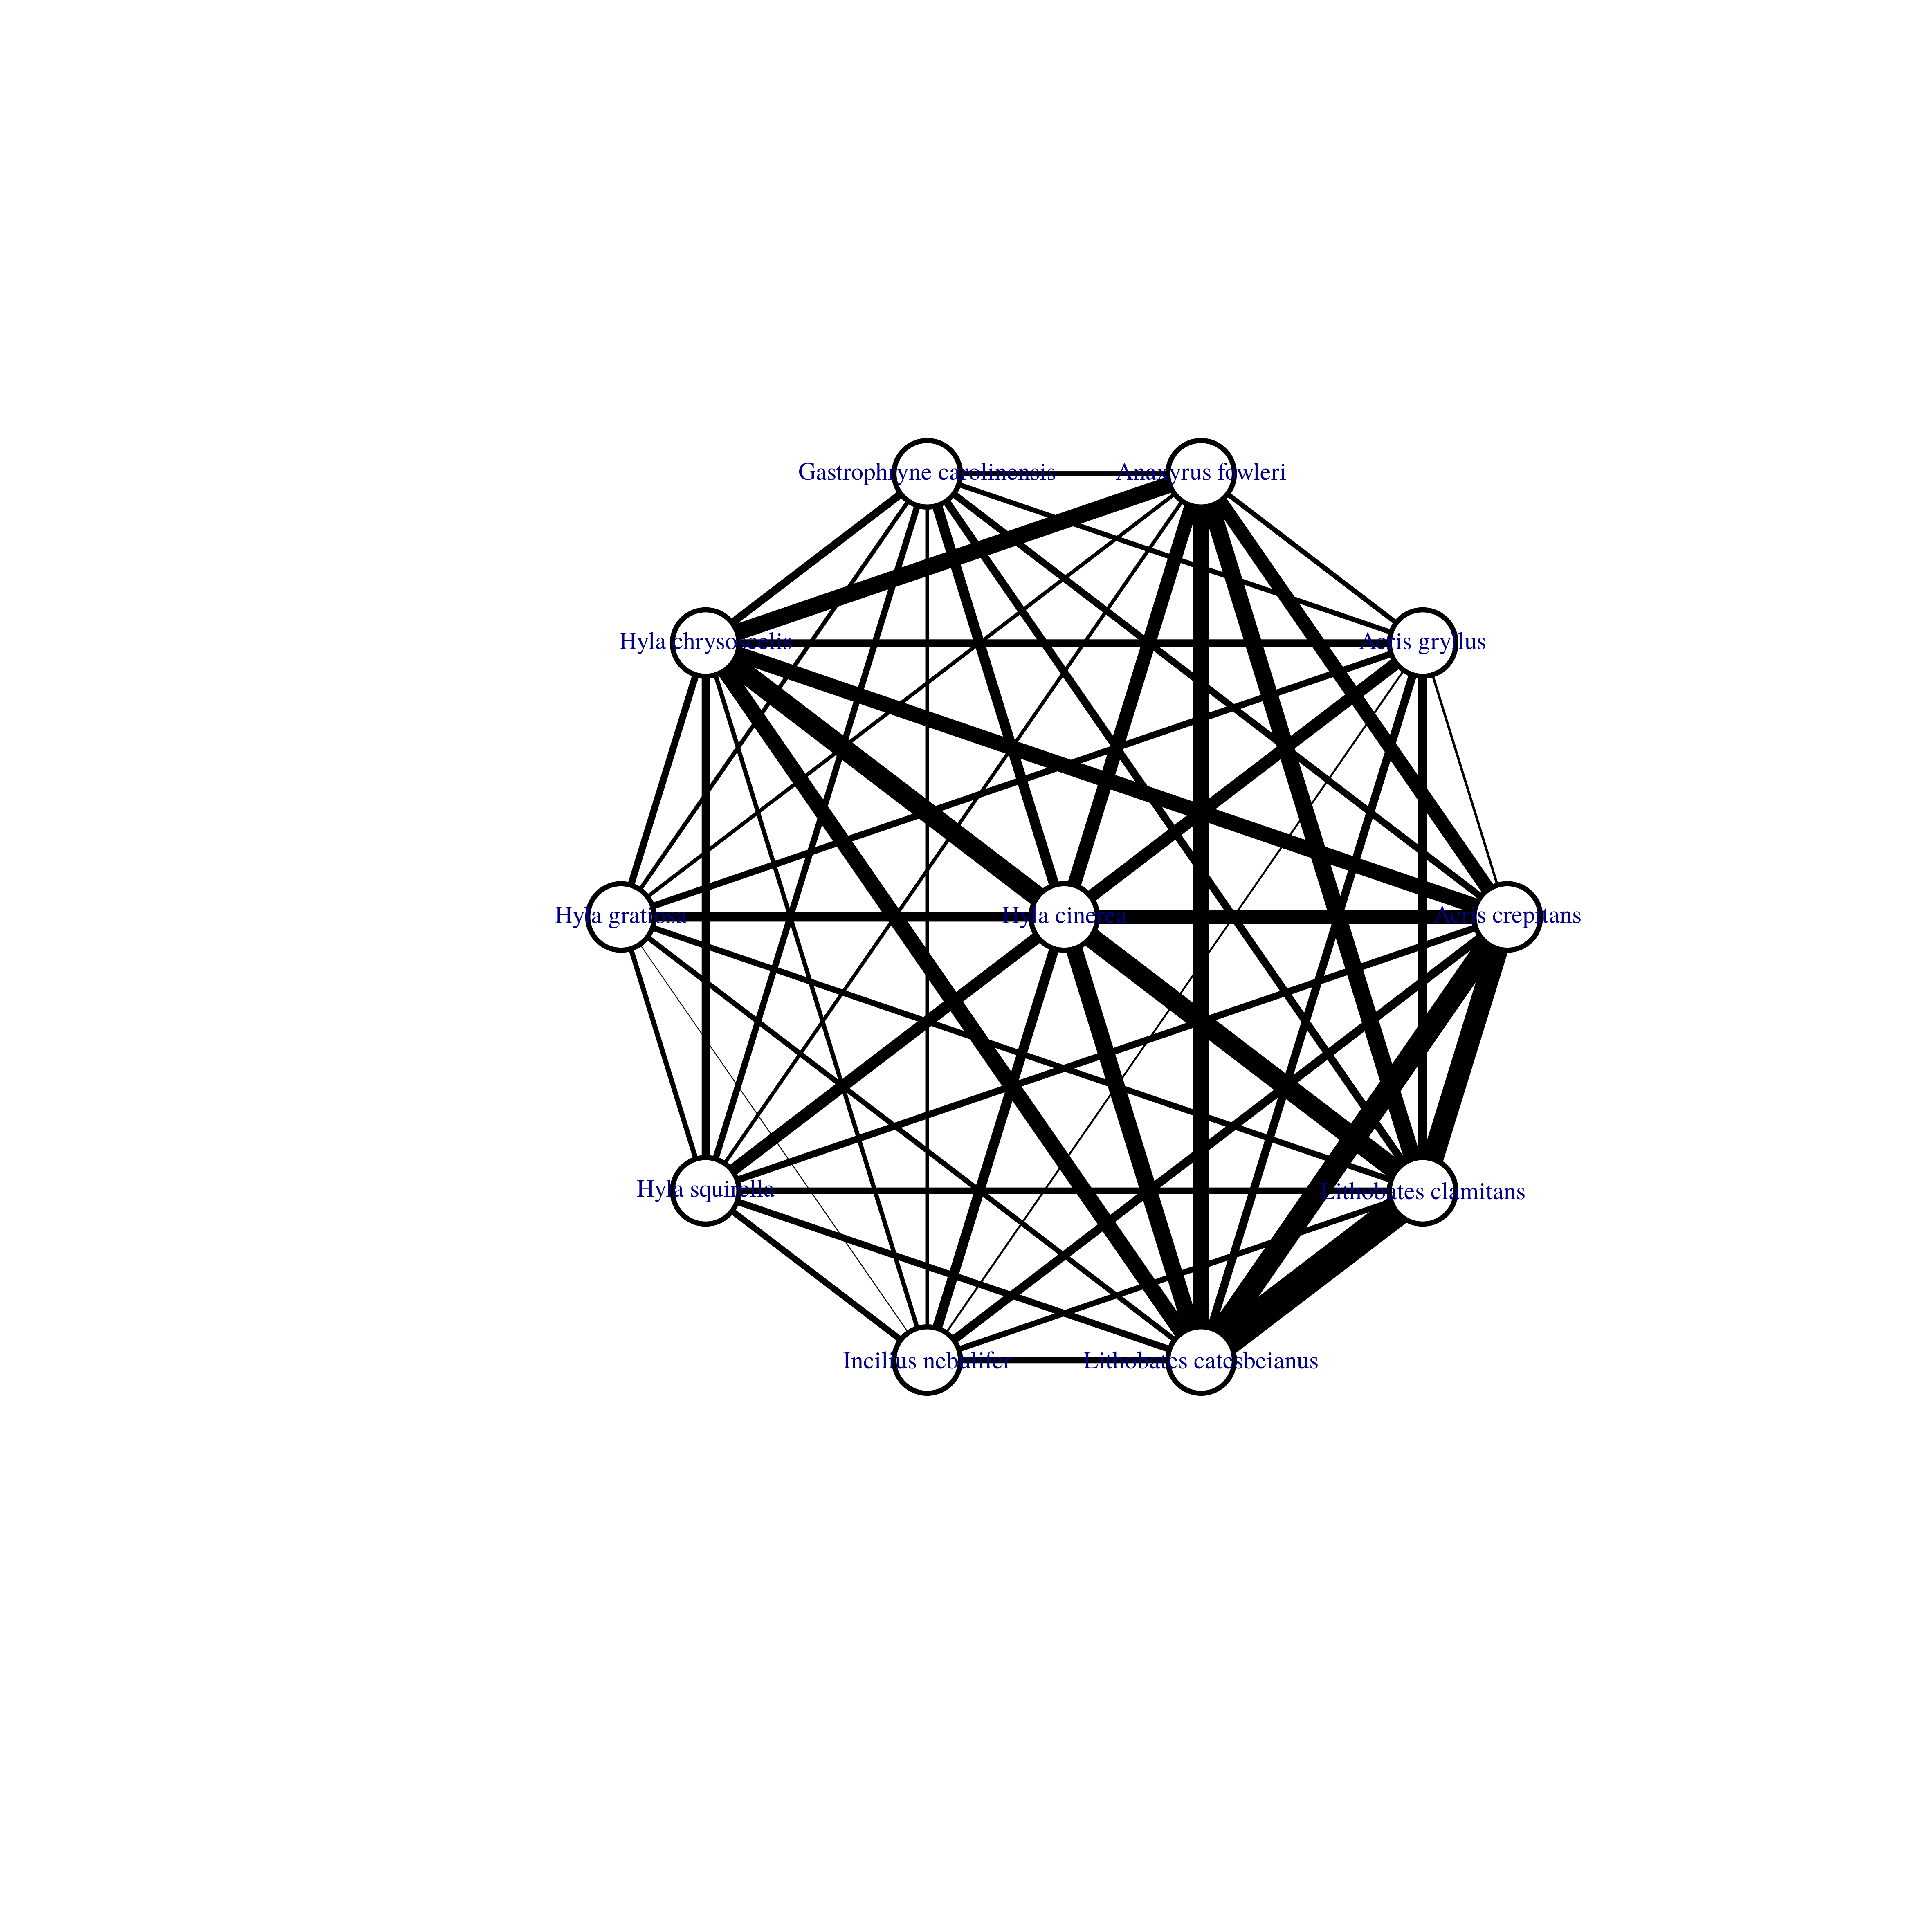 Gastrophryne carolinensis
Anaxyrus fowleri
Hyla chrysoscelis
Acris gryllus
Hyla gratiosa
Hyla cinerea
Acris crepitans
Hyla squirella
Lithobates clamitans
Incilius nebulifer
Lithobates catesbeianus